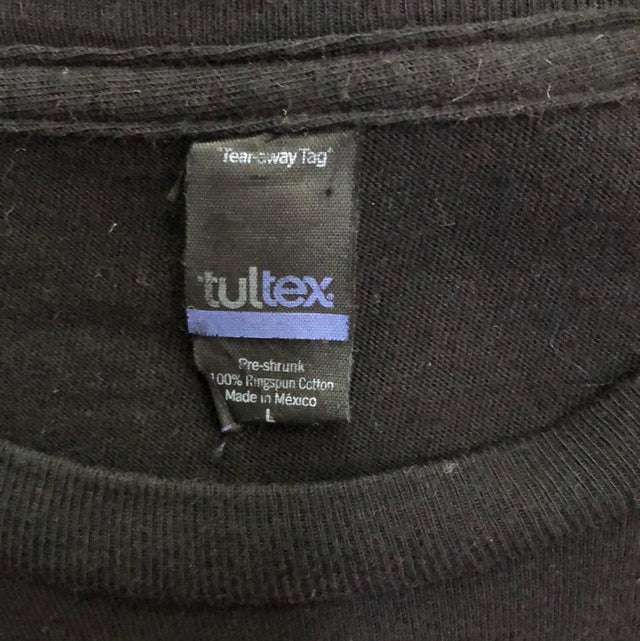 "Tear-away Tag"
tultex
Pre-shrunk
100% Ringspun Cotton
Made in México
L